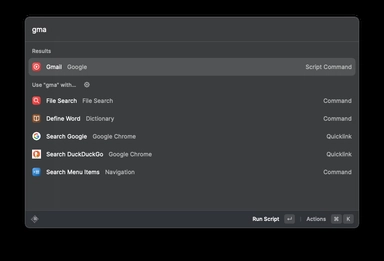 gma
Results
Gmail Google Script Command
Use "gma" with...
File Search File Search Command
Define Word Dictionary Command
Search Google Google Chrome Quicklink
Search DuckDuckGo Google Chrome Quicklink
Search Menu Items Navigation Command
Run Script ↵ Actions ⌘ K